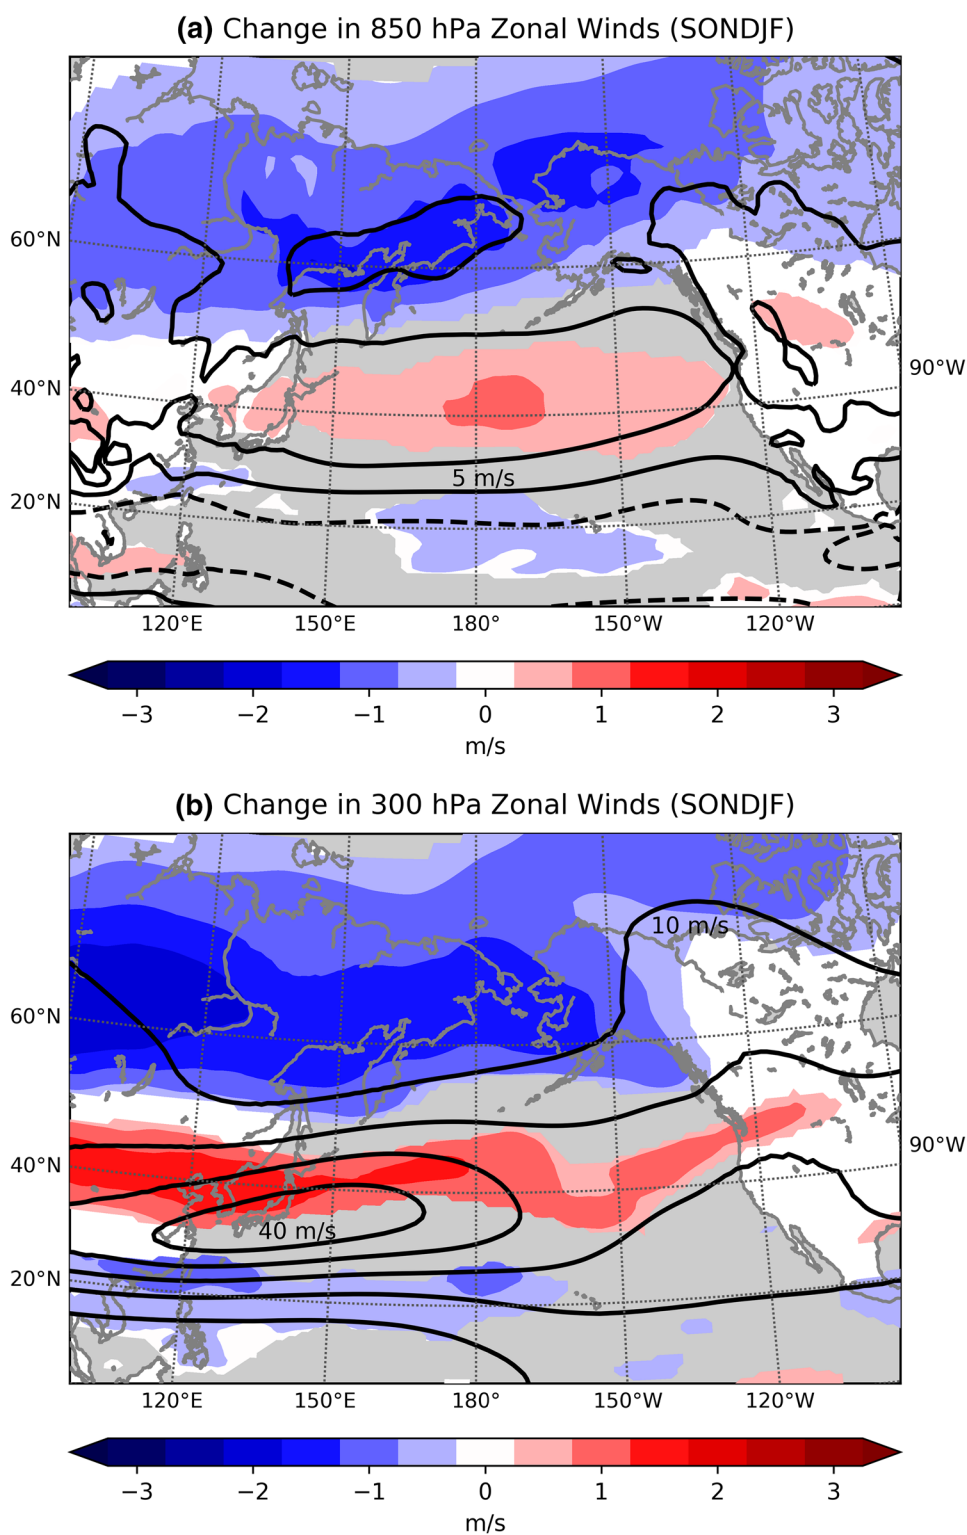 (a) Change in 850 hPa Zonal Winds (SONDJF)
60°N
40°N
20°N
90°W
5 m/s
120°E 150°E 180° 150°W 120°W
−3 −2 −1 0 1 2 3
m/s
(b) Change in 300 hPa Zonal Winds (SONDJF)
10 m/s
60°N
40°N
90°W
40 m/s
20°N
120°E 150°E 180° 150°W 120°W
−3 −2 −1 0 1 2 3
m/s